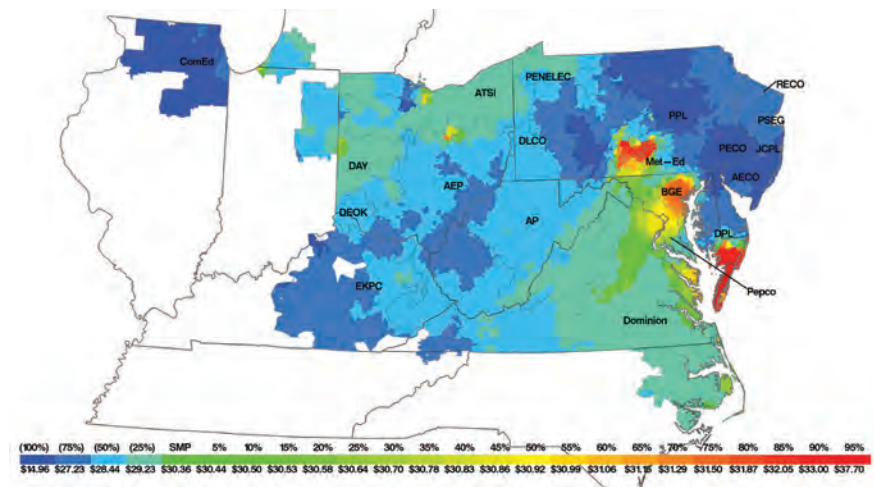 ComEd
RECO
ATSI
PENELEC
PPL
PSEG
DLCO
PECO
JCPL
Met-Ed
DAY
AECO
AEP
BGE
DEOK
AP
DPL
EKPC
Pepco
Dominion
(100%) (75%) (50%) (25%) SMP 5% 10% 15% 20% 25% 30% 35% 40% 45% 50% 55% 60% 65% 70% 75% 80% 85% 90% 95%
$14.96 $27.23 $28.44 $29.23 $30.36 $30.44 $30.50 $30.53 $30.58 $30.64 $30.70 $30.78 $30.83 $30.86 $30.92 $30.99 $31.06 $31.15 $31.29 $31.50 $31.87 $32.05 $33.00 $37.70